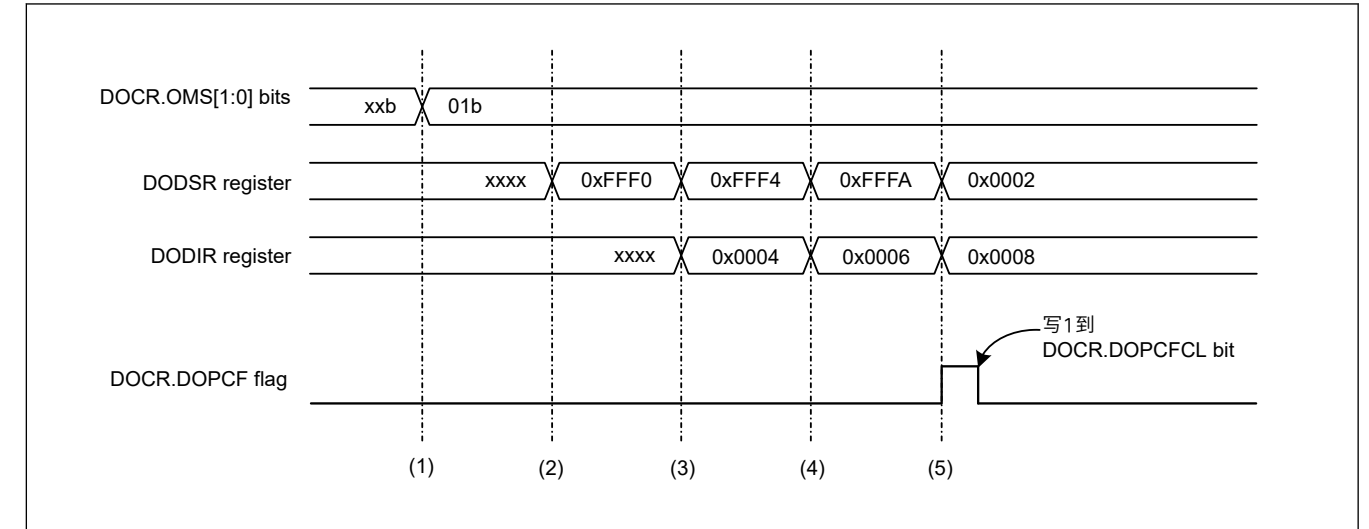 DOCR.OMS[1:0] bits
xxb
01b
DODSR register
xxxx
0xFFF0
0xFFF4
0xFFFA
0x0002
DODIR register
xxxx
0x0004
0x0006
0x0008
写1到
DOCR.DOPCFCL bit
DOCR.DOPCF flag
(1)
(2)
(3)
(4)
(5)